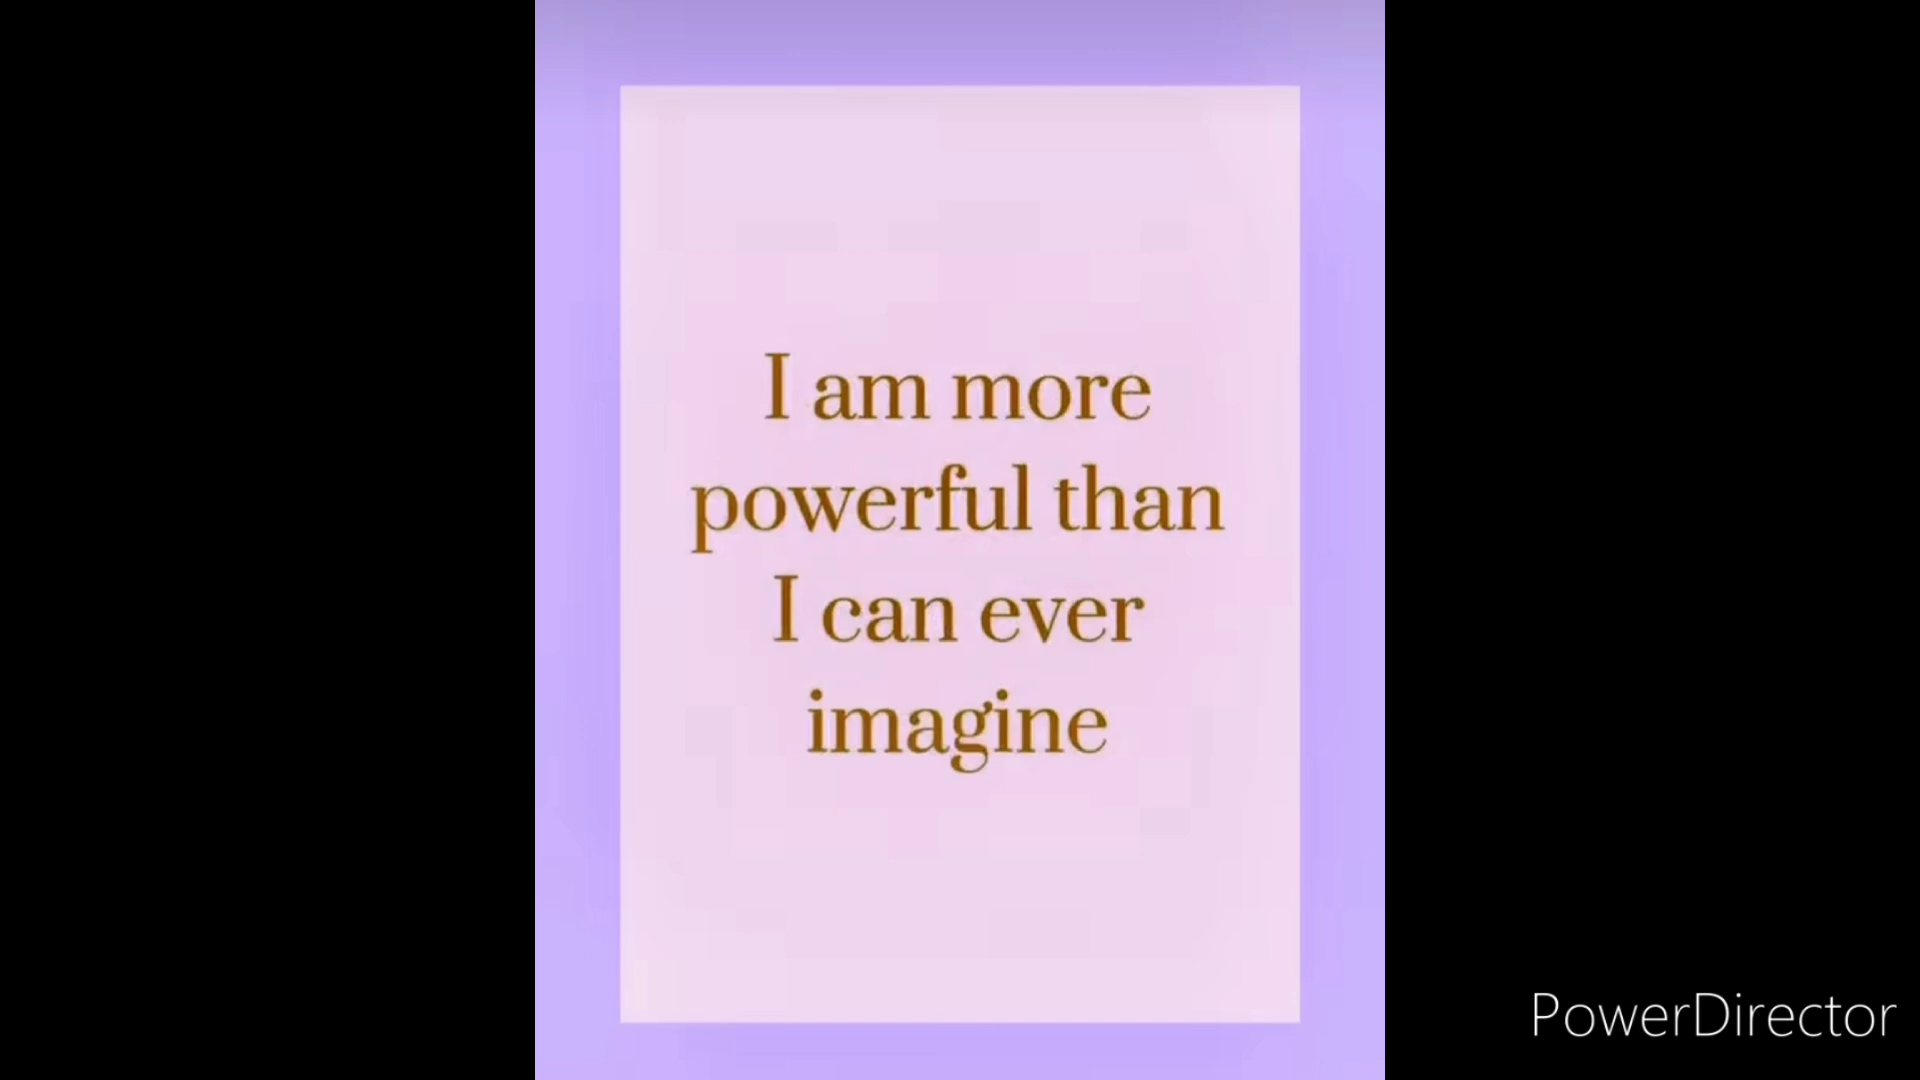 I am more
powerful than
I can ever
imagine
PowerDirector